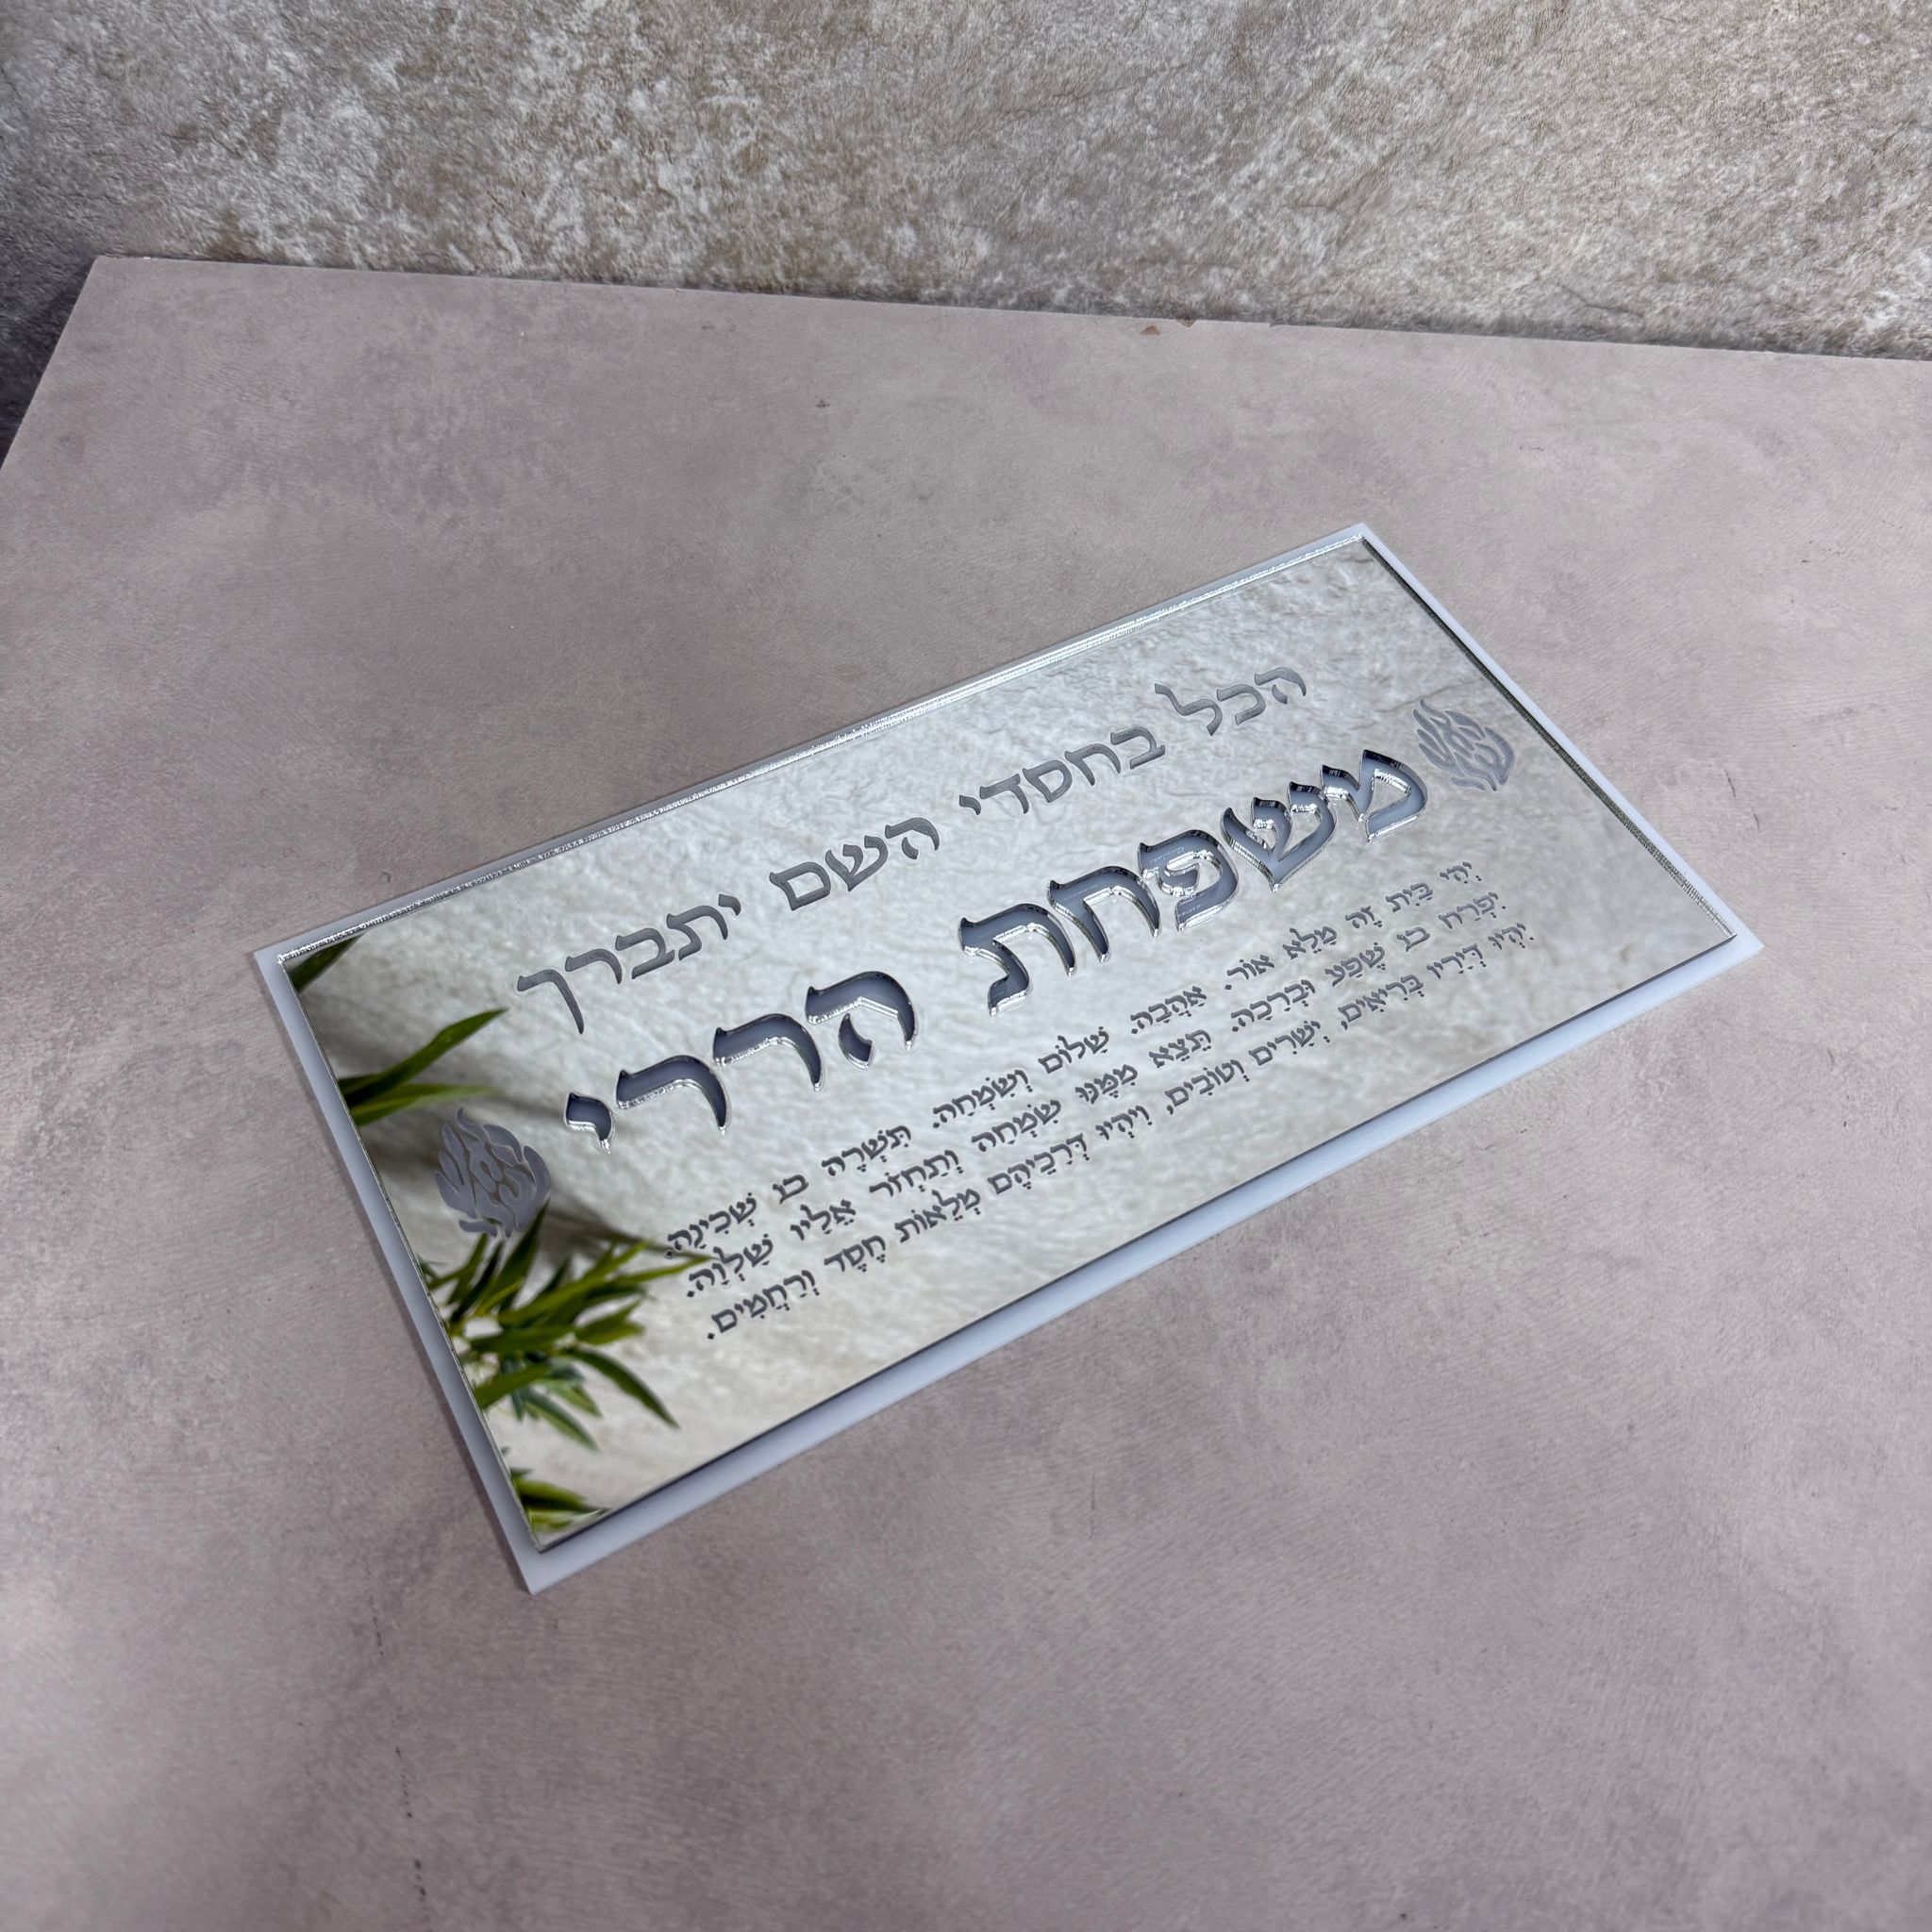 הכל בחסדי השם יתברך
משפחת הררי
יְהִי בַּיִת זֶה מָלֵא אוֹר. אַהֲבָה. שָׁלוֹם וְשִׂמְחָה. תִּשְׁרֶה בּוֹ שְׁכִינָה.
יִפְרַח בּוֹ שֶׁפַע וּבְרָכָה. תֵּצֵא מִמֶּנּוּ שִׂמְחָה וְתַחְזוֹר אֵלָיו שַׁלְוָה.
יִהְיוּ דַּיָּרָיו בְּרִיאִים, יְשָׁרִים וְטוֹבִים, וְיִהְיוּ דַּרְכֵיהֶם מְלֵאוֹת חֶסֶד וְרַחֲמִים.